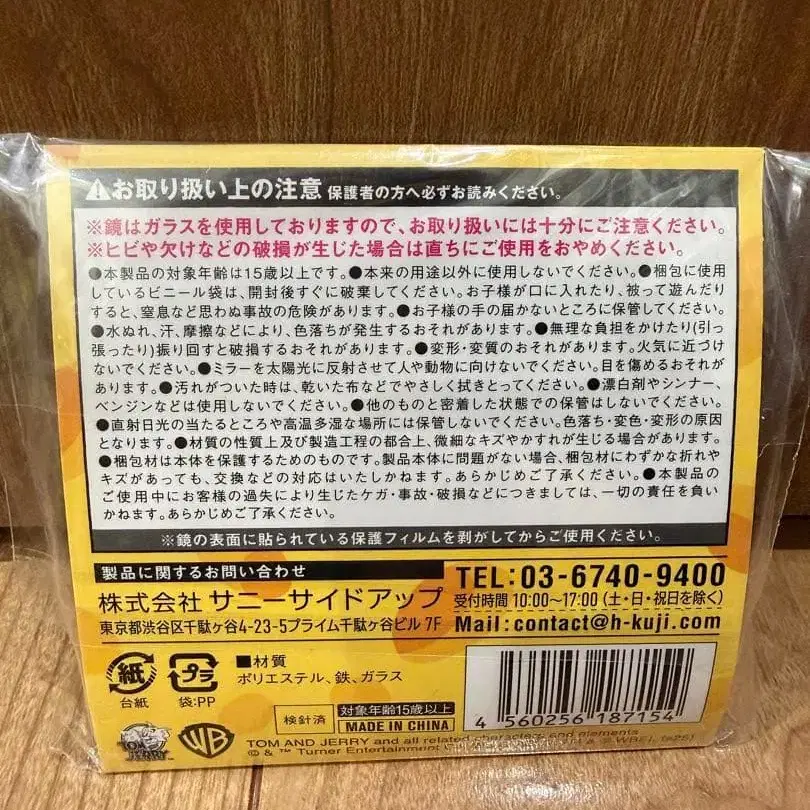 ⚠お取り扱い上の注意 保護者の方へ必ずお読みください。
※鏡はガラスを使用しておりますので、お取り扱いには十分にご注意ください。
※ヒビや欠けなどの破損が生じた場合は直ちにご使用をおやめください。
●本製品の対象年齢は15歳以上です。●本来の用途以外に使用しないでください。●梱包に使用
しているビニール袋は、開封後すぐに破棄してください。お子様が口に入れたり、被って遊んだり
すると、窒息など思わぬ事故の危険があります。●お子様の手の届かないところに保管してください。
●水ぬれ、汗、摩擦などにより、色落ちが発生するおそれがあります。●無理な負担をかけたり(引っ
張ったり)振り回すと破損するおそれがあります。●変形・変質のおそれがあります。火気に近づけ
ないでください。●ミラーを太陽光に反射させて人や動物に向けないでください。目を傷めるおそれが
あります。●汚れがついた時は、乾いた布などでやさしく拭きとってください。●漂白剤やシンナー、
ベンジンなどは使用しないでください。●他のものと密着した状態での保管はしないでください。
●直射日光の当たるところや高温多湿な場所には保管しないでください。色落ち・変色・変形の原因
となります。●材質の性質上及び製造工程の都合上、微細なキズやかすれが生じる場合があります。
●梱包材は本体を保護するためのものです。製品本体に問題がない場合、梱包材にわずかな折れや
キズがあっても、交換などの対応はいたしかねます。あらかじめご了承ください。●本製品の
ご使用中にお客様の過失により生じたケガ・事故・破損などにつきましては、一切の責任を負い
かねます。あらかじめご了承ください。
※鏡の表面に貼られている保護フィルムを剥がしてからご使用ください。
製品に関するお問い合わせ
株式会社 サニーサイドアップ
東京都渋谷区千駄ヶ谷4-23-5プライム千駄ヶ谷ビル 7F
TEL:03-6740-9400
受付時間 10:00～17:00 (土・日・祝日を除く)
Mail:contact@h-kuji.com
紙
台紙
プラ
袋:PP
■材質
ポリエステル、鉄、ガラス
検針済
対象年齢15歳以上
MADE IN CHINA
4 560256 187154
TOM AND JERRY
WB
TOM AND JERRY and all related characters and elements
© & ™ Turner Entertainment